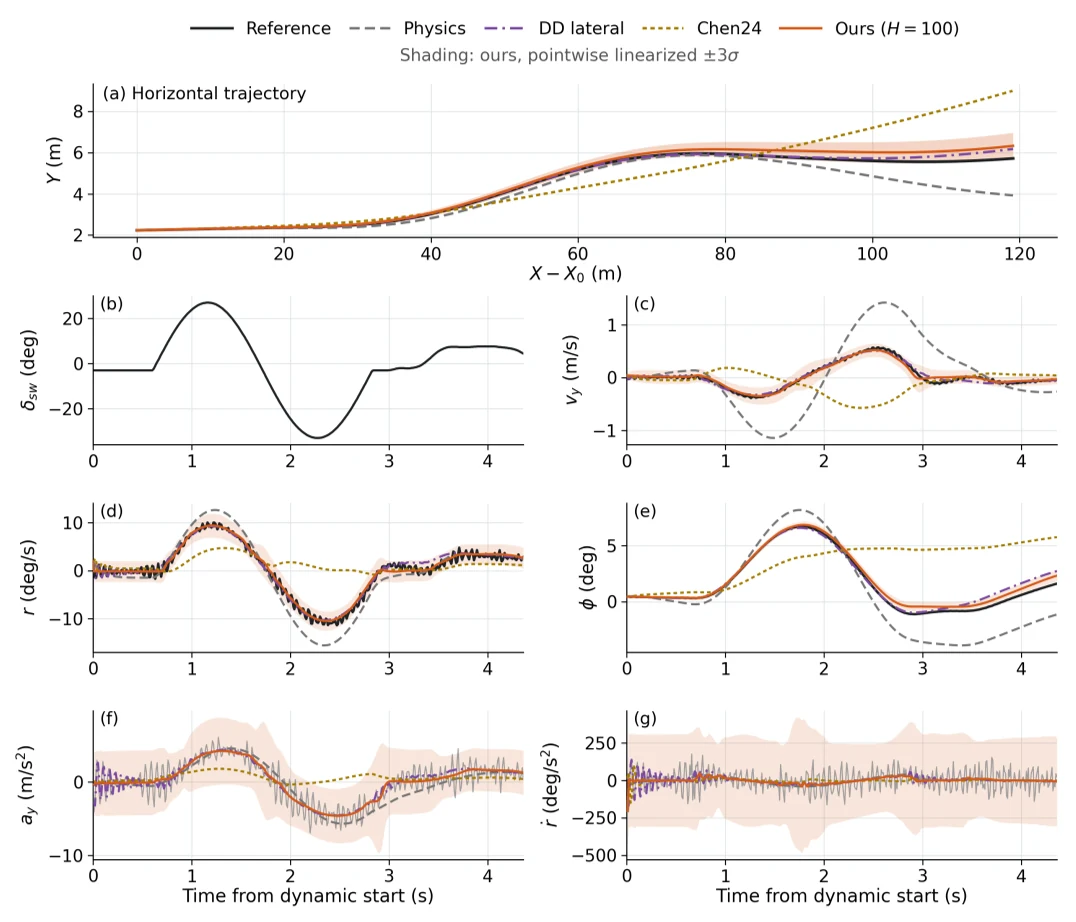 Reference Physics DD lateral Chen24 Ours (H = 100)
Shading: ours, pointwise linearized ±3σ
(a) Horizontal trajectory
Y (m)
8
6
4
2
0 20 40 60 80 100 120
X − X₀ (m)
(b)
δsw (deg)
20
0
−20
0 1 2 3 4
(c)
vy (m/s)
1
0
−1
0 1 2 3 4
(d)
r (deg/s)
10
0
−10
0 1 2 3 4
(e)
ϕ (deg)
5
0
0 1 2 3 4
(f)
ay (m/s²)
0
−10
0 1 2 3 4
Time from dynamic start (s)
(g)
ṙ (deg/s²)
250
0
−250
−500
0 1 2 3 4
Time from dynamic start (s)